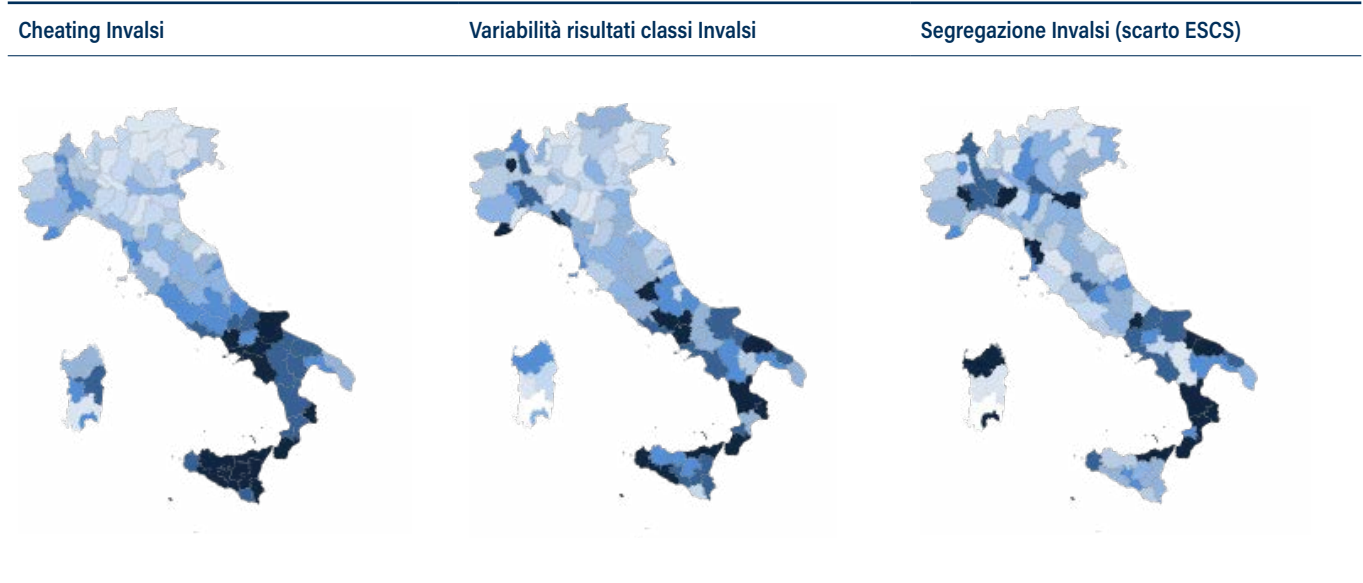 Cheating Invalsi
Variabilità risultati classi Invalsi
Segregazione Invalsi (scarto ESCS)